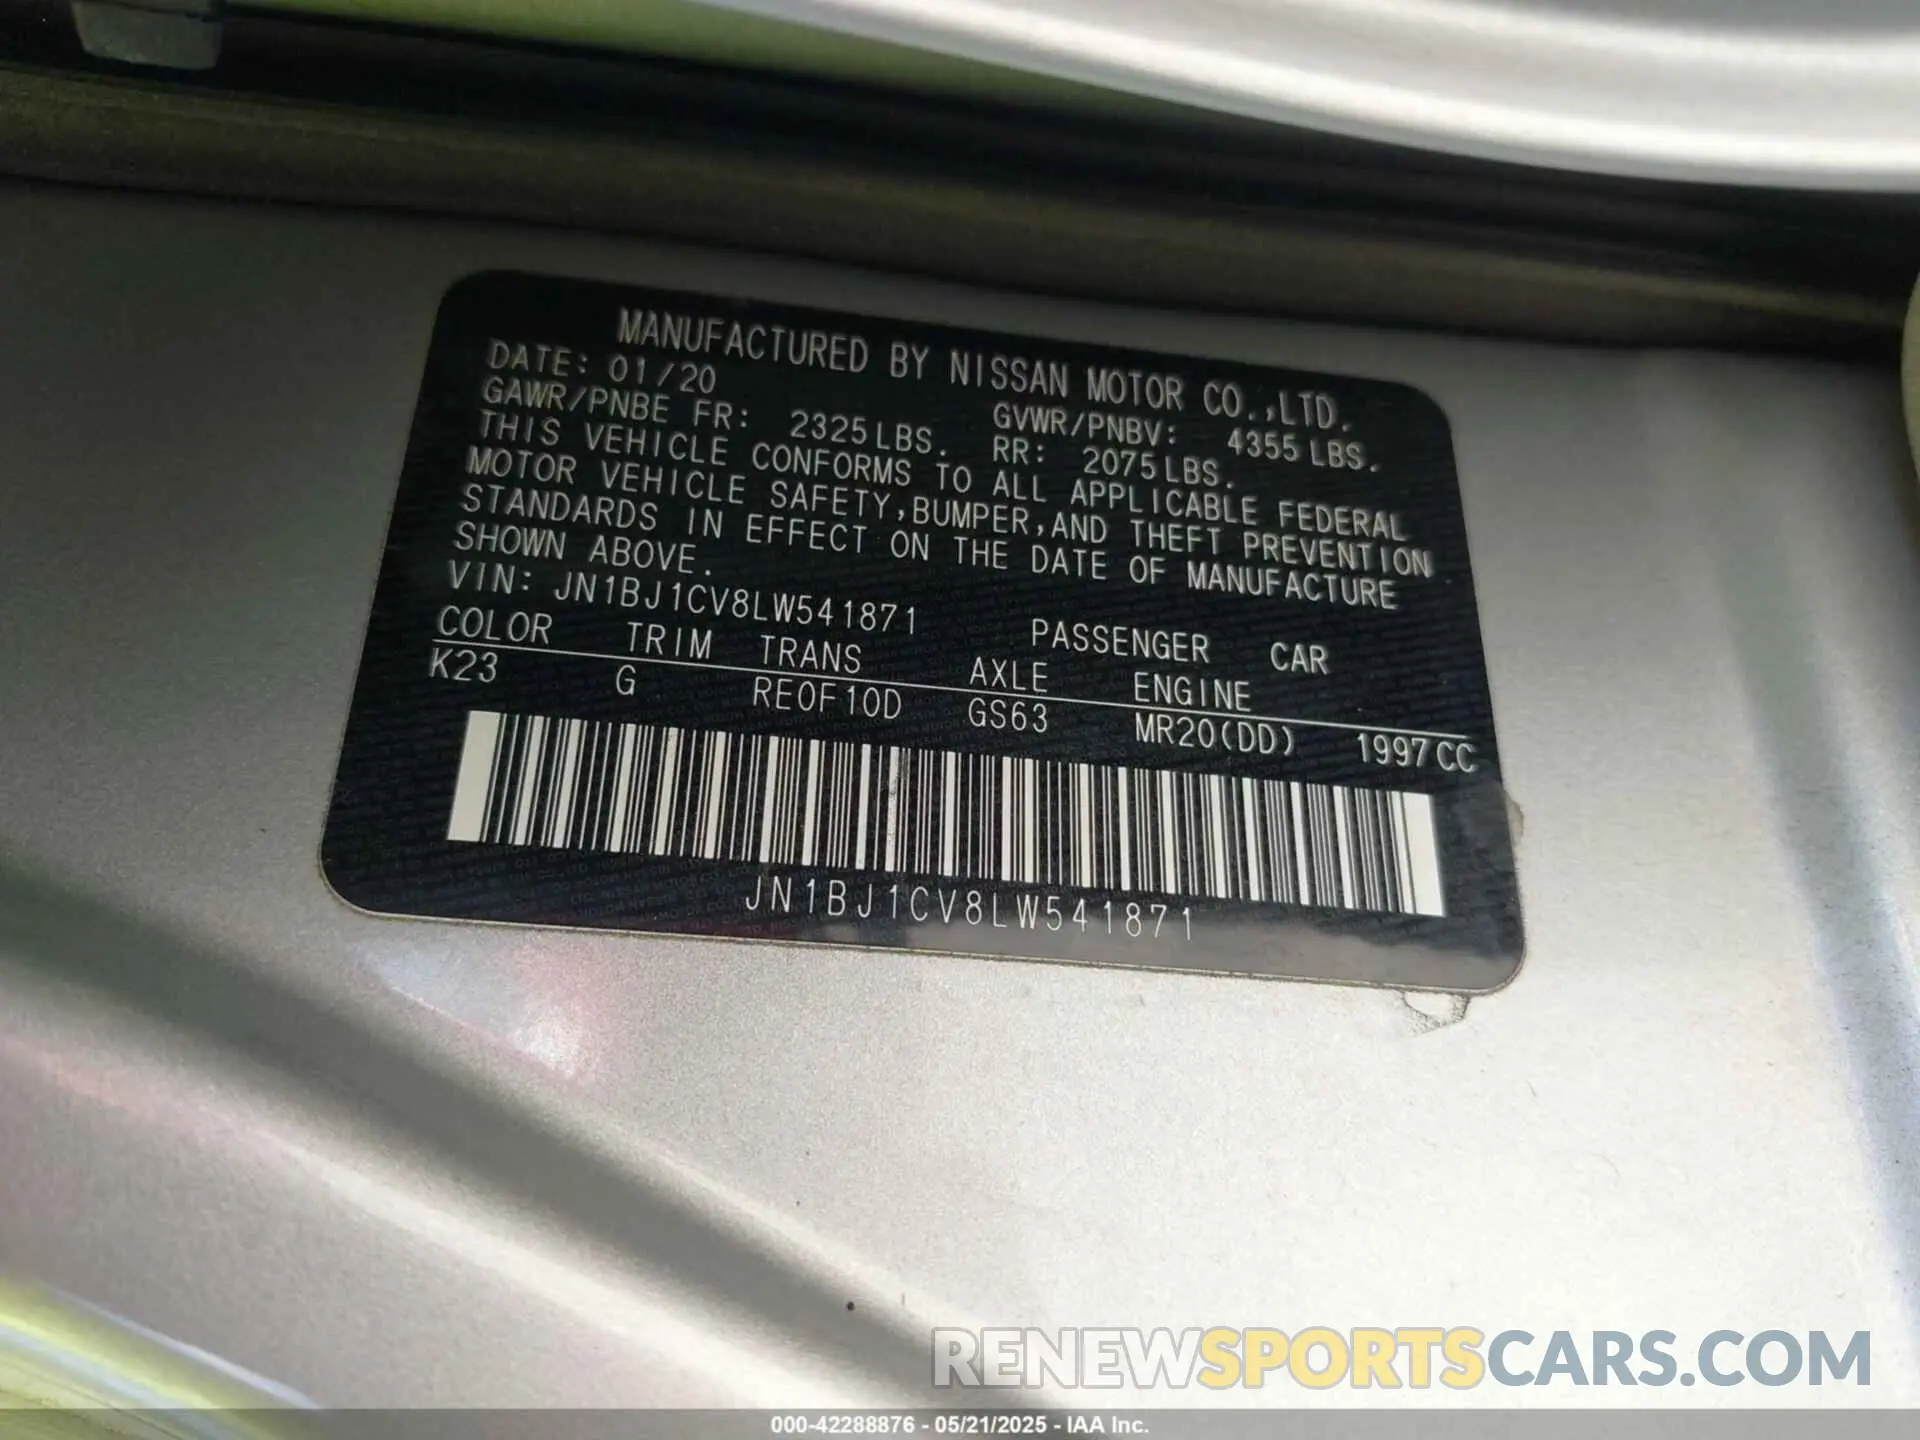 MANUFACTURED BY NISSAN MOTOR CO.,LTD.
DATE: 01/20 GVWR/PNBV: 4355 LBS.
GAWR/PNBE FR: 2325 LBS. RR: 2075 LBS.
THIS VEHICLE CONFORMS TO ALL APPLICABLE FEDERAL
MOTOR VEHICLE SAFETY,BUMPER,AND THEFT PREVENTION
STANDARDS IN EFFECT ON THE DATE OF MANUFACTURE
SHOWN ABOVE.
VIN: JN1BJ1CV8LW541871 PASSENGER CAR
COLOR TRIM TRANS AXLE ENGINE
K23 G RE0F10D GS63 MR20(DD) 1997CC
JN1BJ1CV8LW541871
RENEWSPORTSCARS.COM
000-42288876 - 05/21/2025 - IAA Inc.